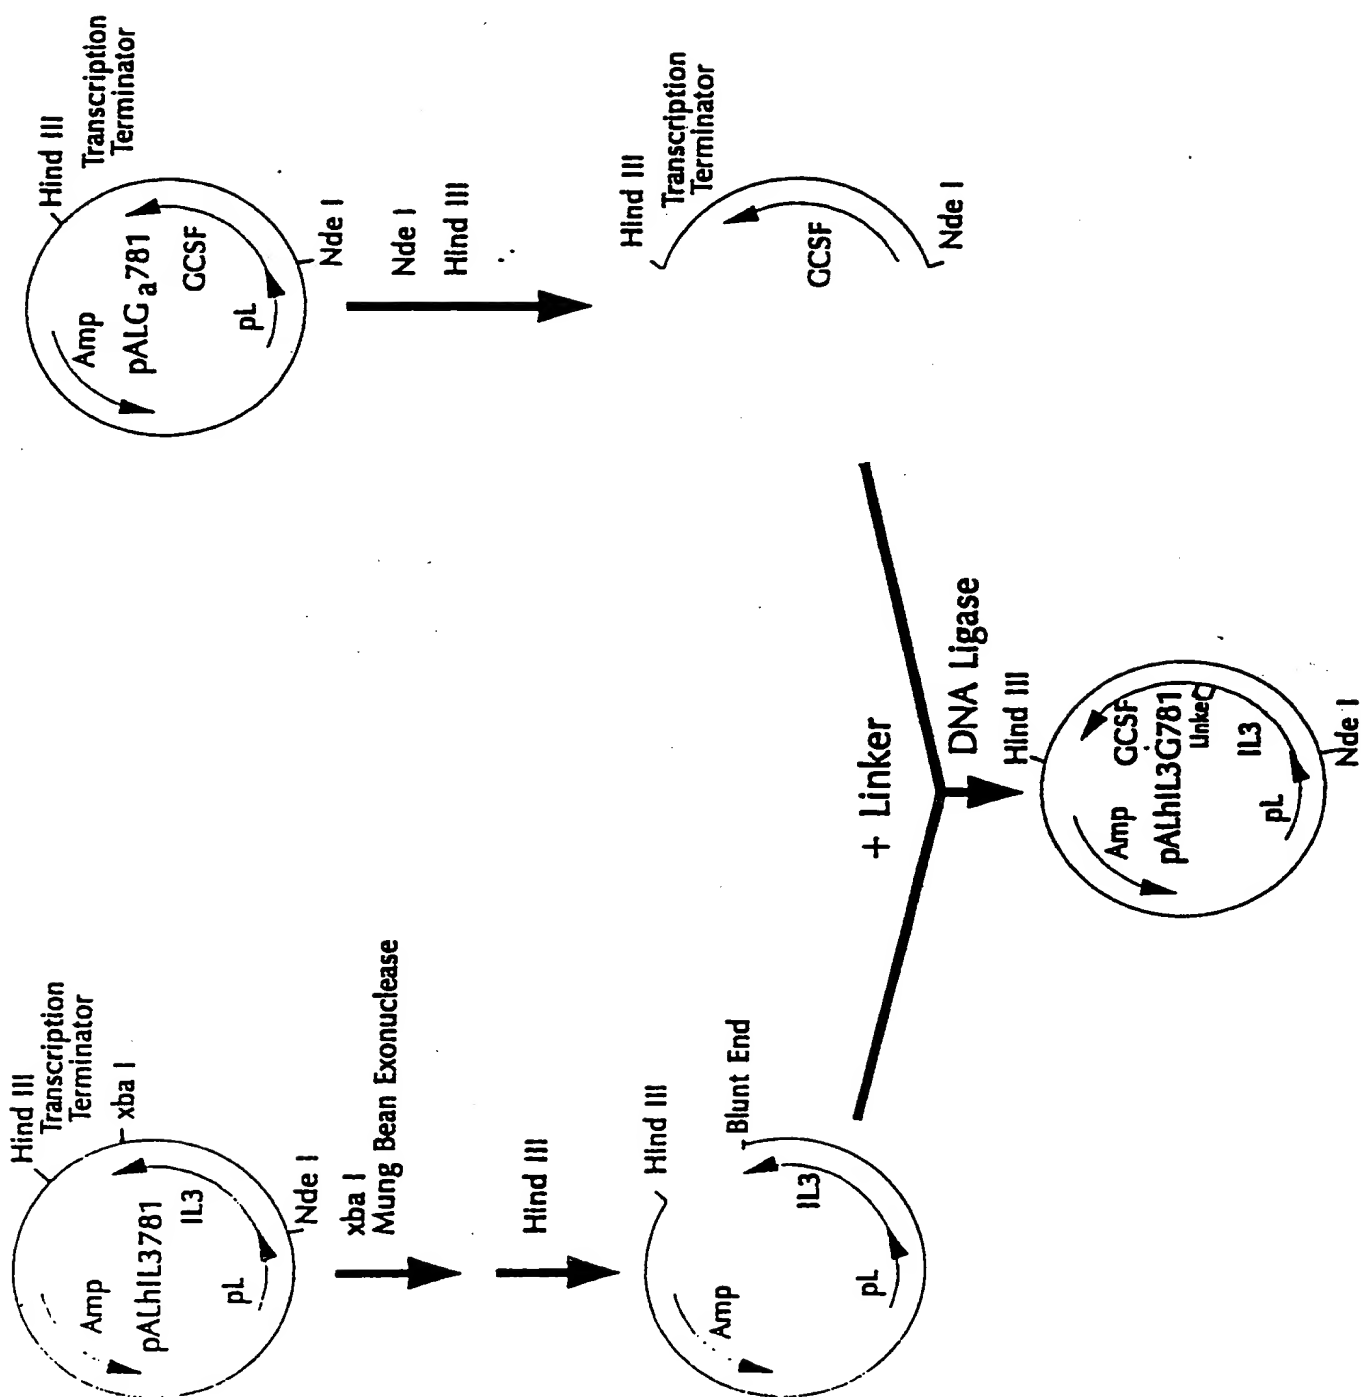 Hind III
Transcription
Terminator
xba I
Amp
pALhIL3781
IL3
pL
Nde I
xba I
Mung Bean Exonuclease
Hind III
Hind III
Blunt End
Amp
IL3
pL
Hind III
Transcription
Terminator
Amp
pALGa781
GCSF
pL
Nde I
Nde I
Hind III
Hind III
Transcription
Terminator
GCSF
Nde I
+ Linker
DNA Ligase
Hind III
Amp
GCSF
pALhIL3G781
Linker
IL3
pL
Nde I